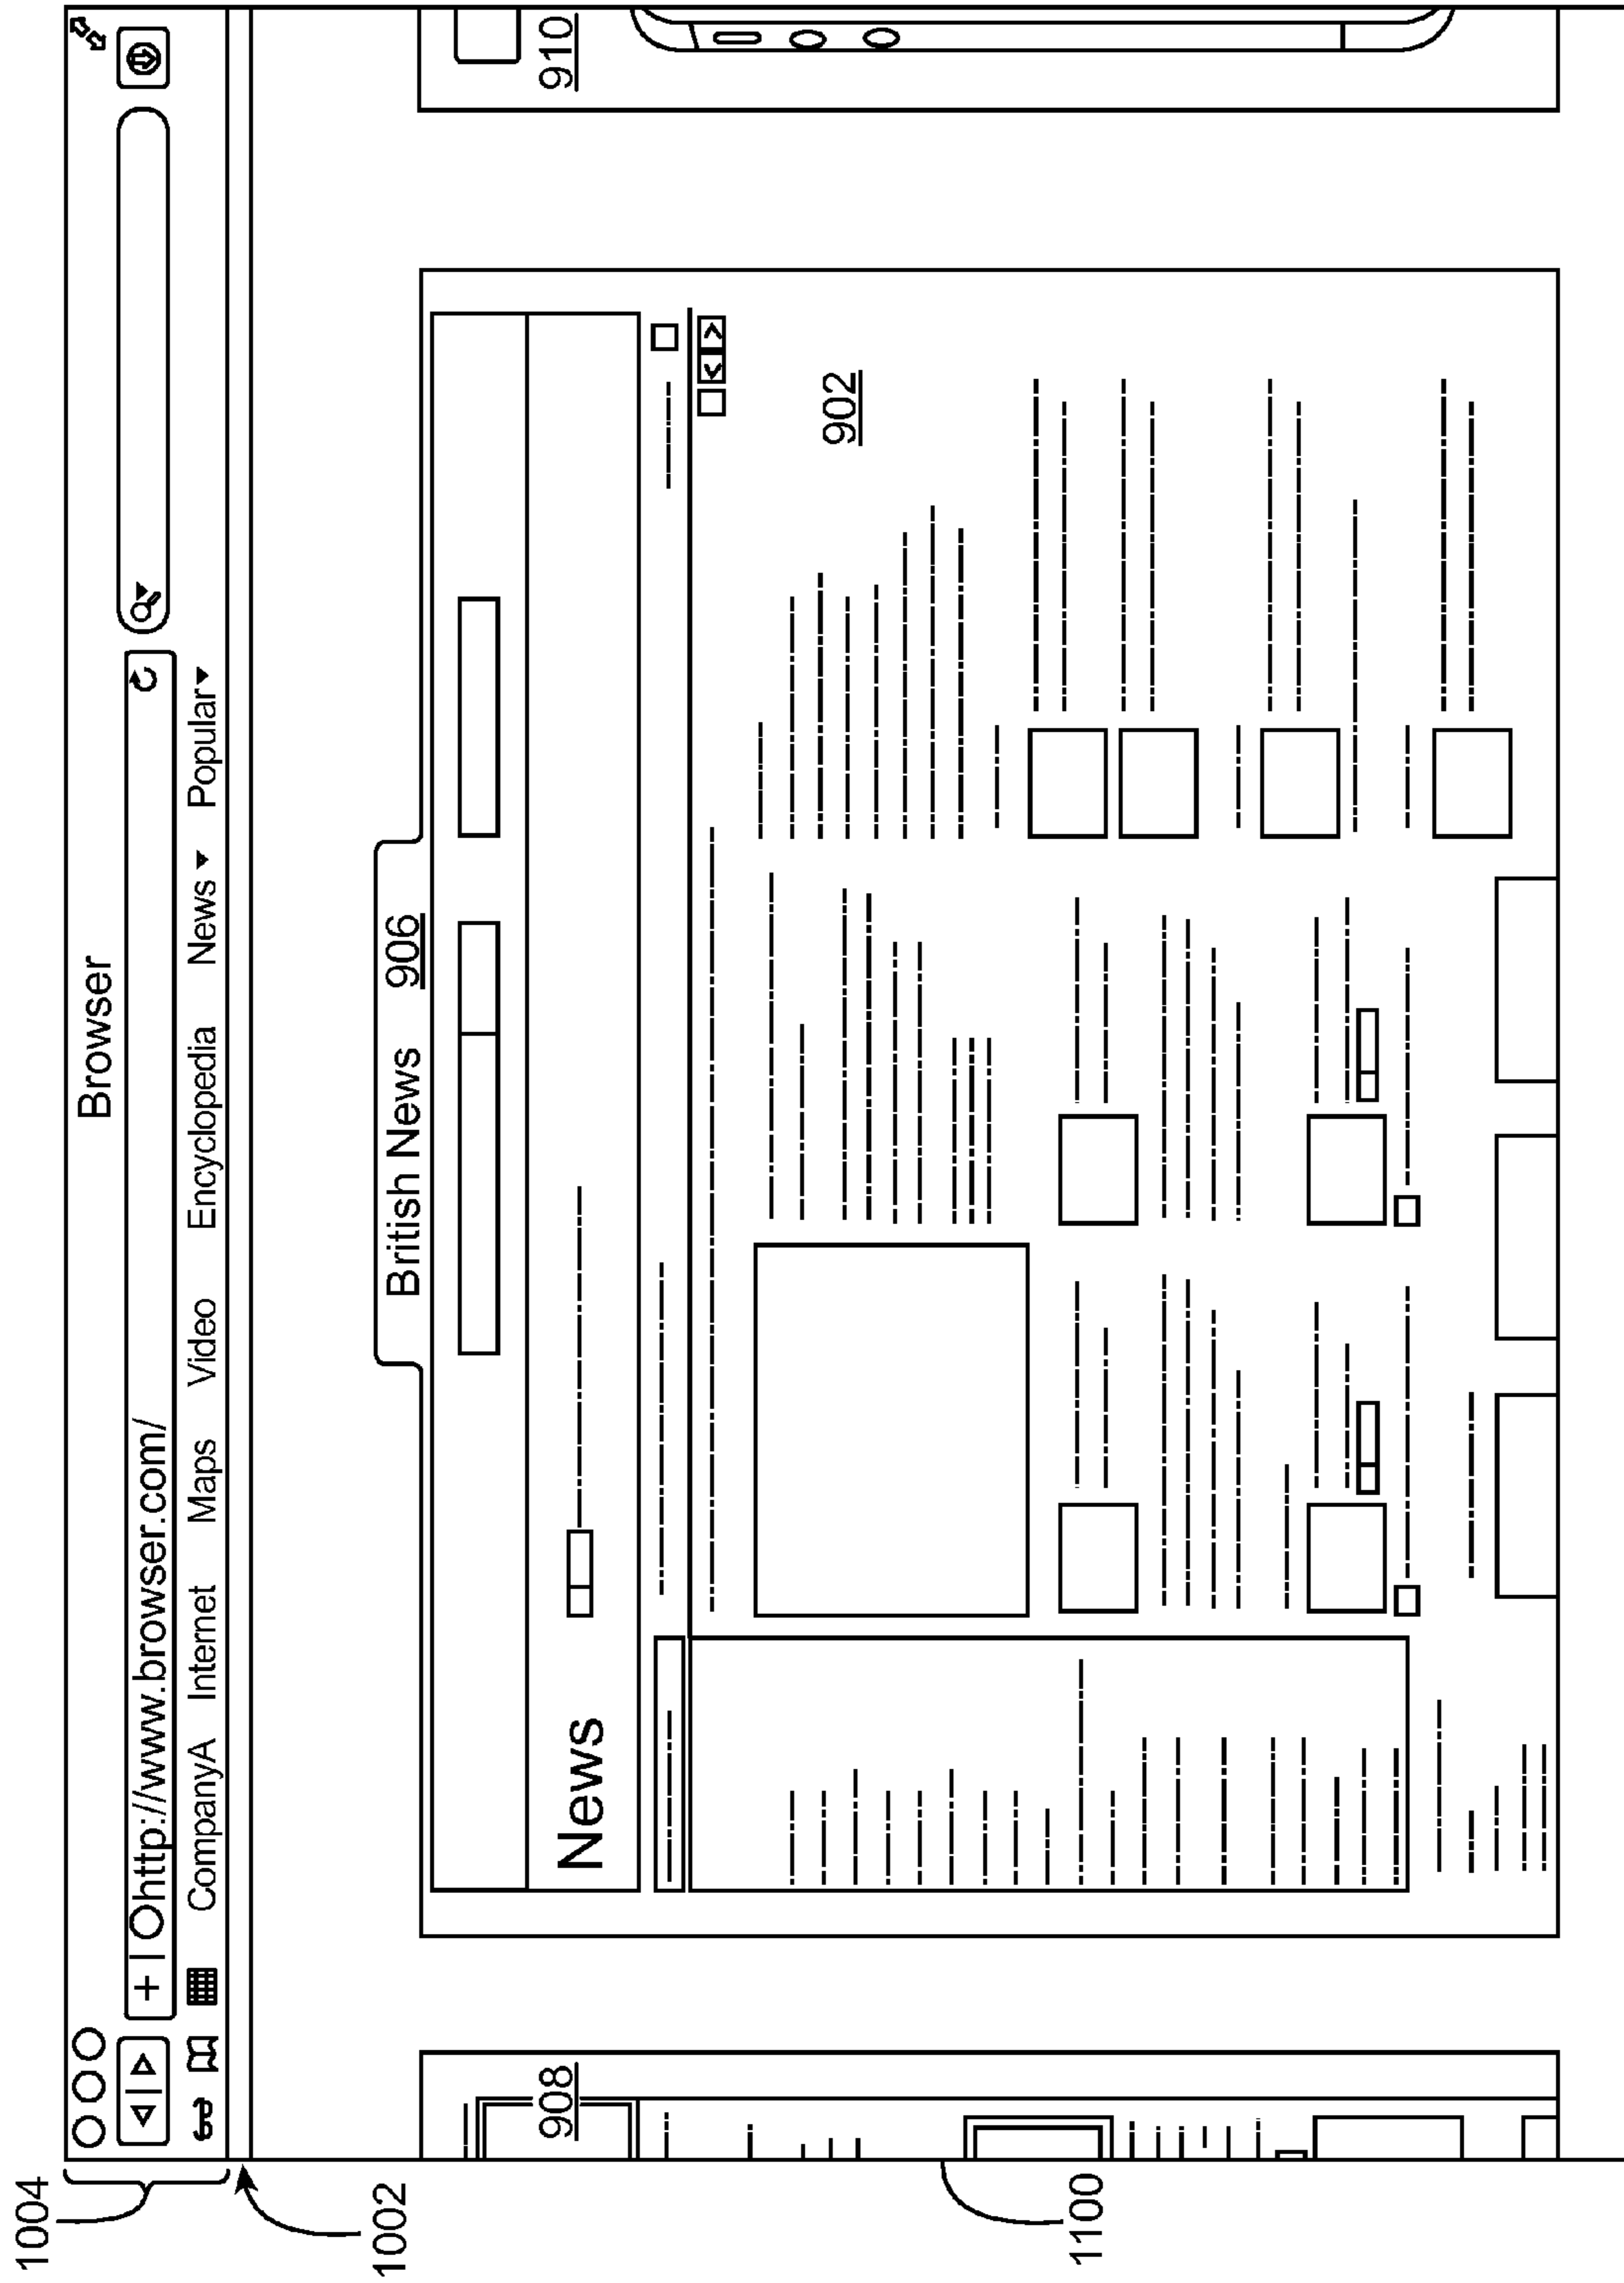 Browser
+ | http://www.browser.com/
CompanyA Internet Maps Video Encyclopedia News ▾ Popular ▾
1004
1002
British News 906
News
908
910
902
1100